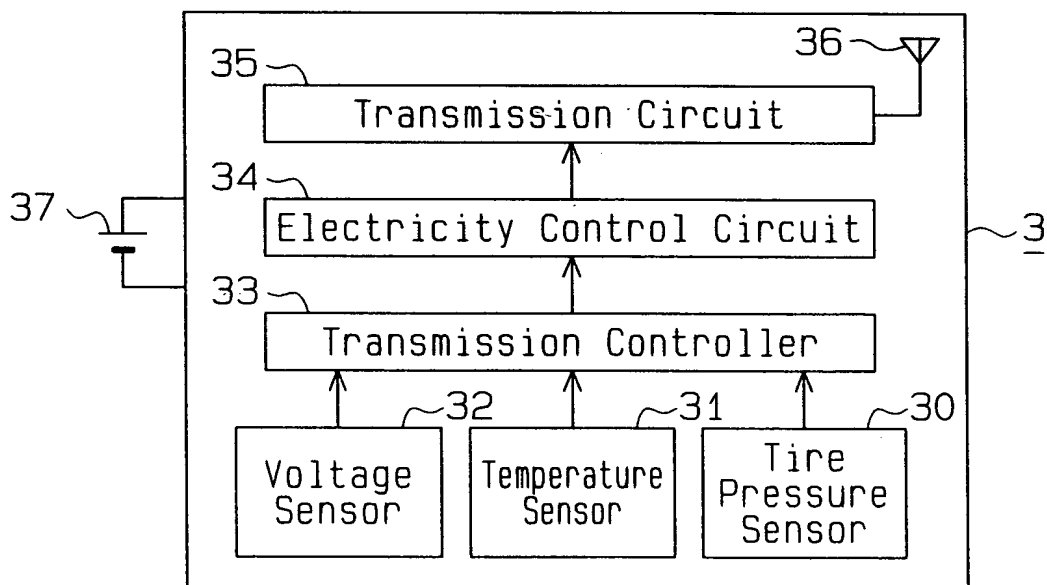 36
35
Transmission Circuit
34
37
Electricity Control Circuit
3
33
Transmission Controller
32
31
30
Voltage
Sensor
Temperature
Sensor
Tire
Pressure
Sensor